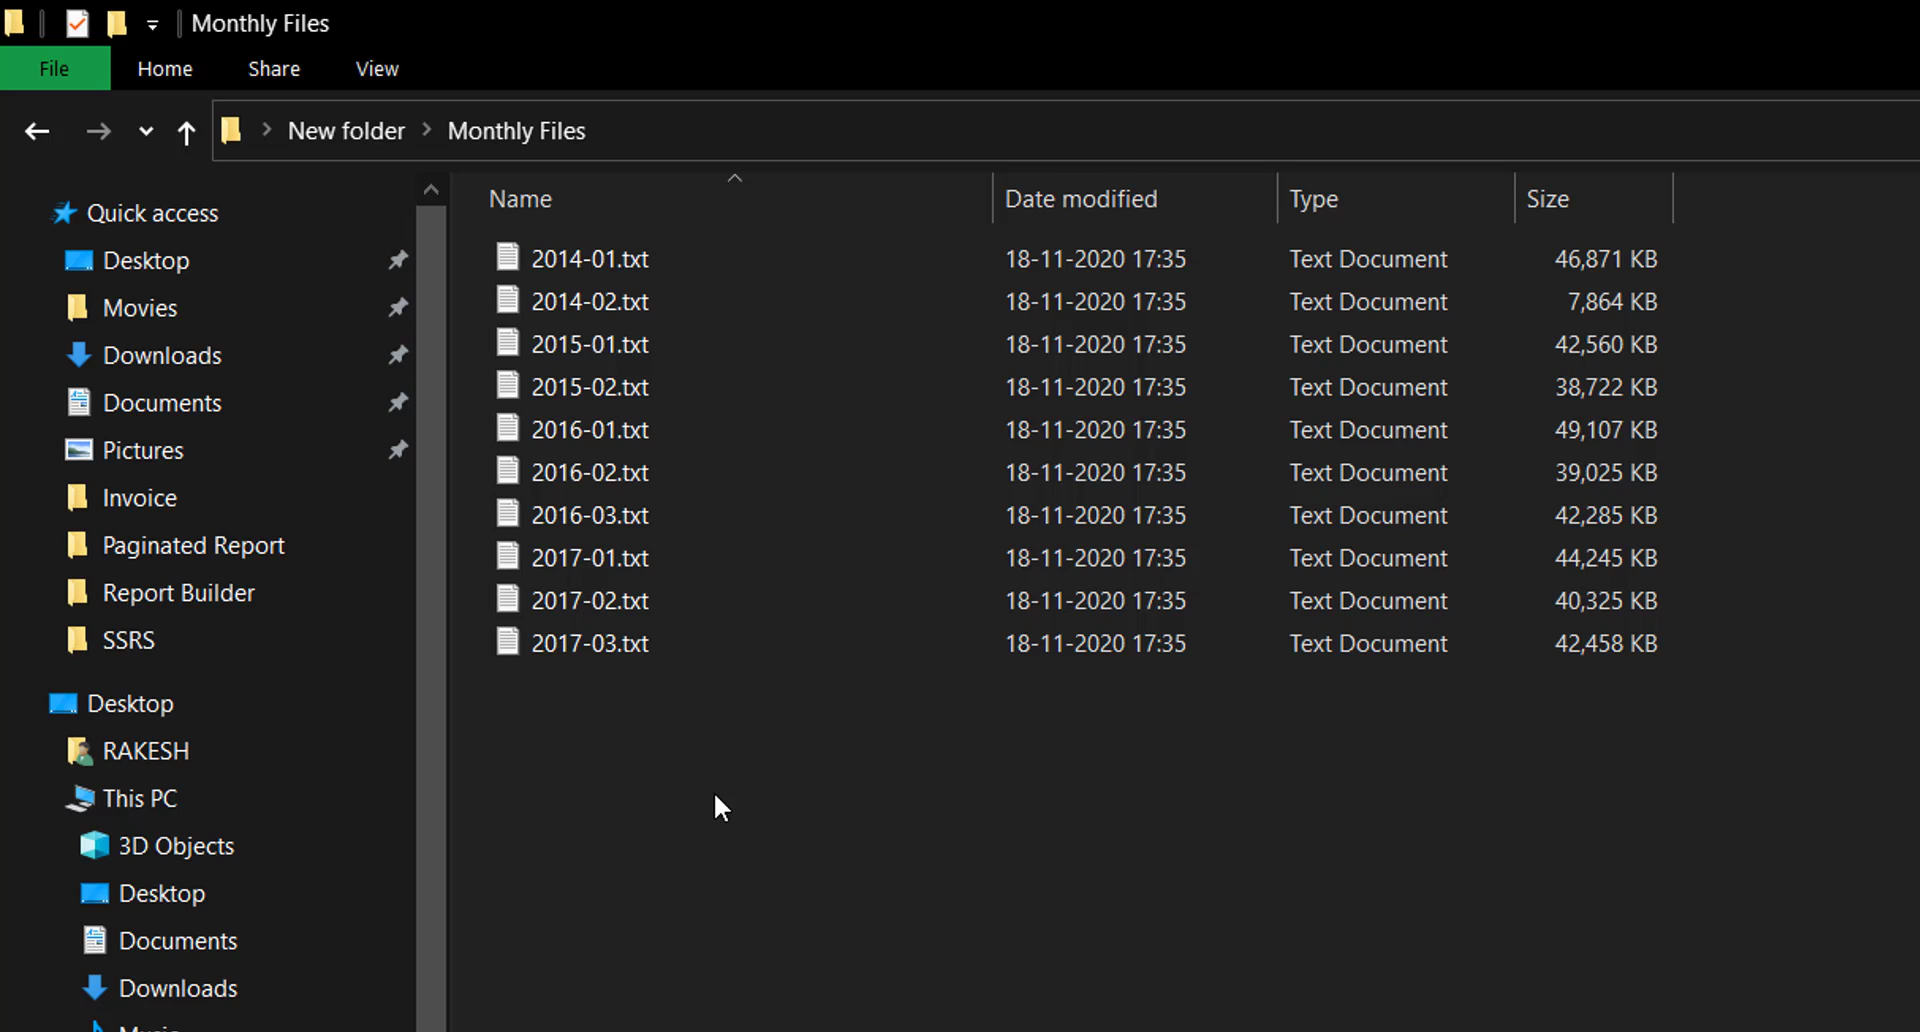 Monthly Files
File Home Share View
New folder > Monthly Files
Name Date modified Type Size
Quick access
Desktop
Movies
Downloads
Documents
Pictures
Invoice
Paginated Report
Report Builder
SSRS
Desktop
RAKESH
This PC
3D Objects
Desktop
Documents
Downloads
Music
2014-01.txt 18-11-2020 17:35 Text Document 46,871 KB
2014-02.txt 18-11-2020 17:35 Text Document 7,864 KB
2015-01.txt 18-11-2020 17:35 Text Document 42,560 KB
2015-02.txt 18-11-2020 17:35 Text Document 38,722 KB
2016-01.txt 18-11-2020 17:35 Text Document 49,107 KB
2016-02.txt 18-11-2020 17:35 Text Document 39,025 KB
2016-03.txt 18-11-2020 17:35 Text Document 42,285 KB
2017-01.txt 18-11-2020 17:35 Text Document 44,245 KB
2017-02.txt 18-11-2020 17:35 Text Document 40,325 KB
2017-03.txt 18-11-2020 17:35 Text Document 42,458 KB